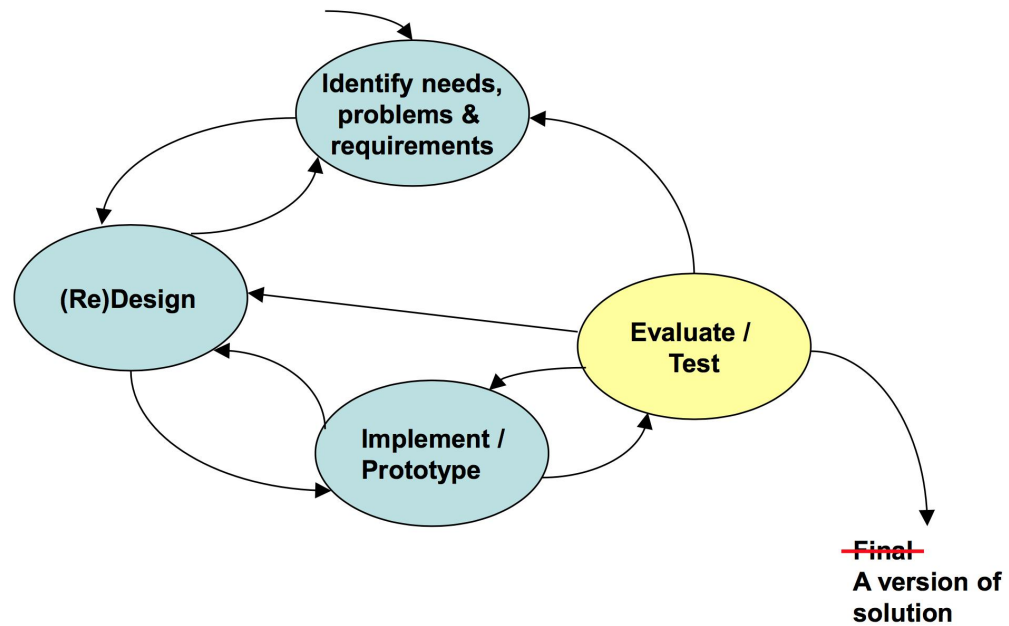 Identify needs,
problems &
requirements
(Re)Design
Evaluate /
Test
Implement /
Prototype
Final
A version of
solution